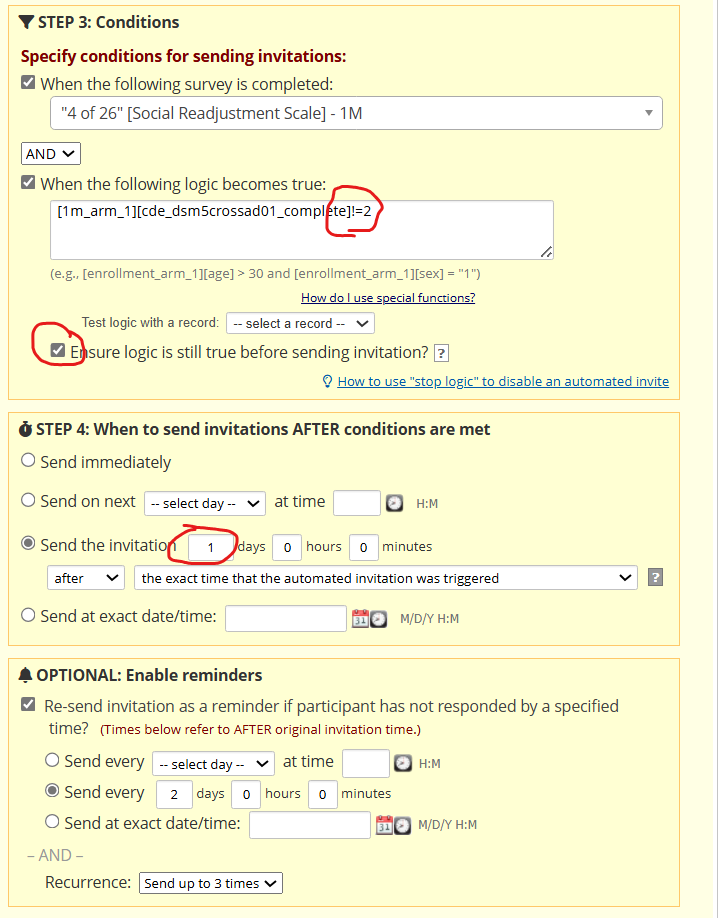 STEP 3: Conditions
Specify conditions for sending invitations:
When the following survey is completed:
"4 of 26" [Social Readjustment Scale] - 1M
AND
When the following logic becomes true:
[1m_arm_1][cde_dsm5crossad01_complete]!=2
(e.g., [enrollment_arm_1][age] > 30 and [enrollment_arm_1][sex] = "1")
How do I use special functions?
Test logic with a record: -- select a record --
Ensure logic is still true before sending invitation? ?
How to use "stop logic" to disable an automated invite
STEP 4: When to send invitations AFTER conditions are met
Send immediately
Send on next -- select day -- at time H:M
Send the invitation 1 days 0 hours 0 minutes
after the exact time that the automated invitation was triggered ?
Send at exact date/time: 31 M/D/Y H:M
OPTIONAL: Enable reminders
Re-send invitation as a reminder if participant has not responded by a specified
time? (Times below refer to AFTER original invitation time.)
Send every -- select day -- at time H:M
Send every 2 days 0 hours 0 minutes
Send at exact date/time: 31 M/D/Y H:M
– AND –
Recurrence: Send up to 3 times